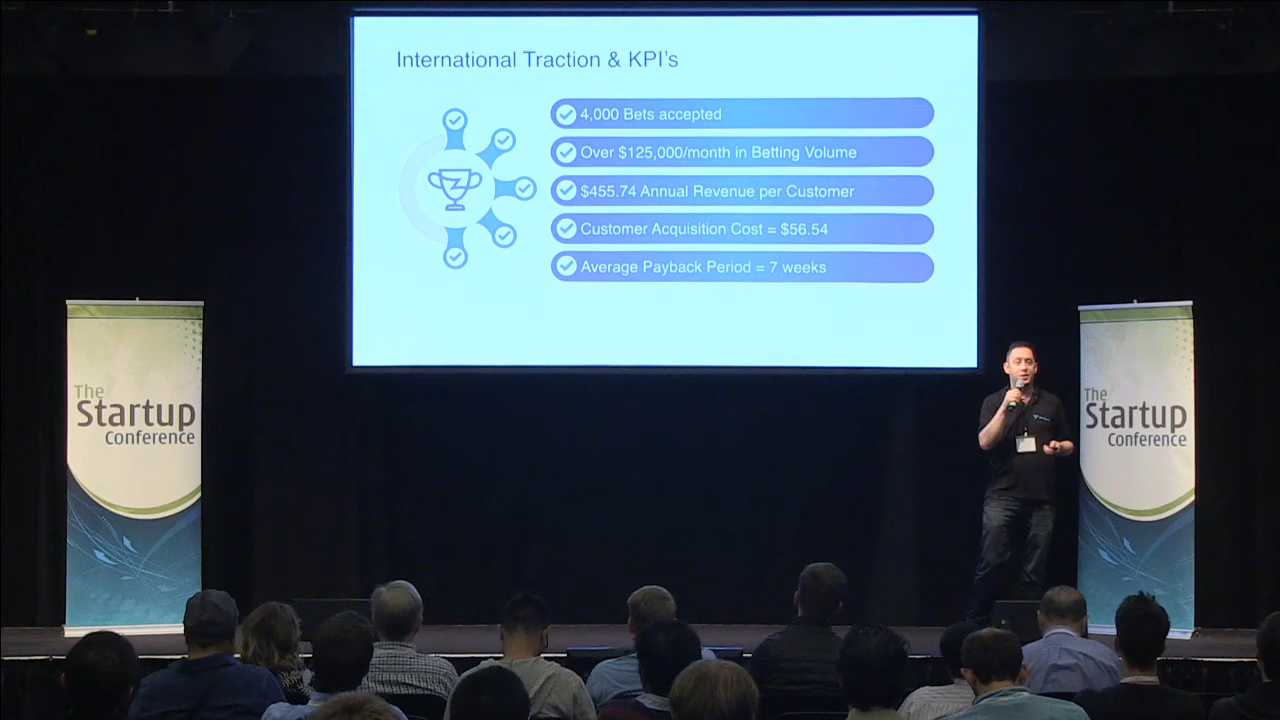 International Traction & KPI's
4,000 Bets accepted
Over $125,000/month in Betting Volume
$455.74 Annual Revenue per Customer
Customer Acquisition Cost = $56.54
Average Payback Period = 7 weeks
The
Startup
Conference
The
Startup
Conference